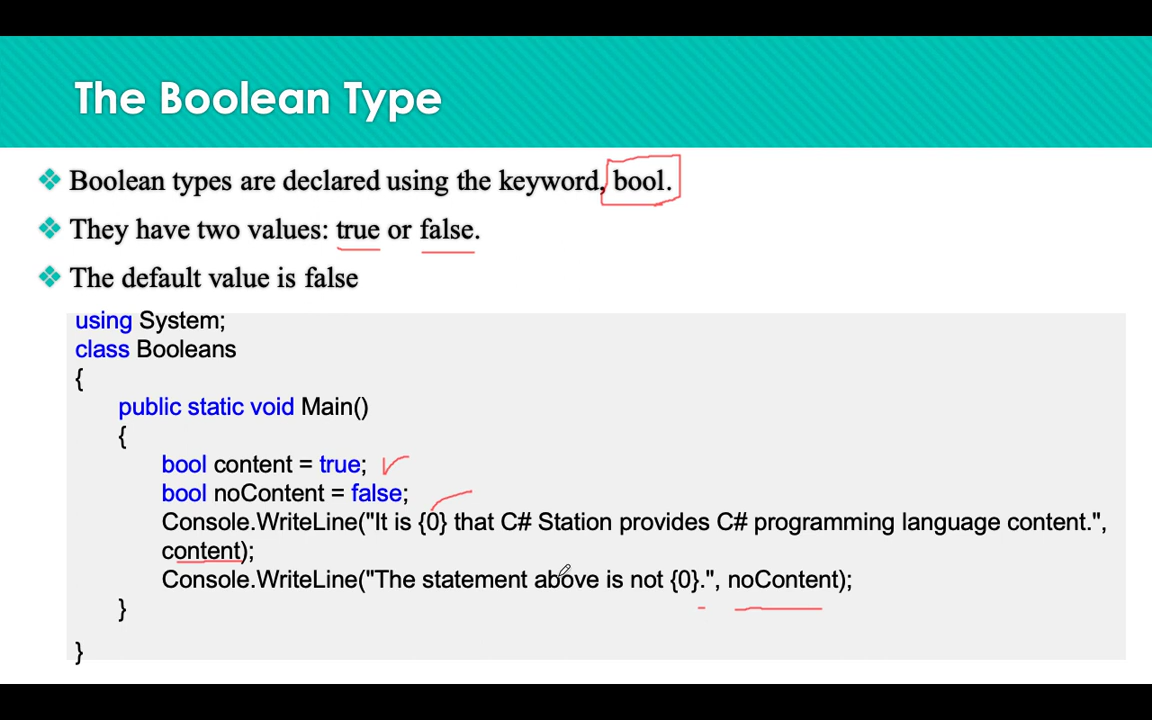 The Boolean Type
Boolean types are declared using the keyword, bool.
They have two values: true or false.
The default value is false
using System;
class Booleans
{
public static void Main()
{
bool content = true;
bool noContent = false;
Console.WriteLine("It is {0} that C# Station provides C# programming language content.",
content);
Console.WriteLine("The statement above is not {0}.", noContent);
}
}